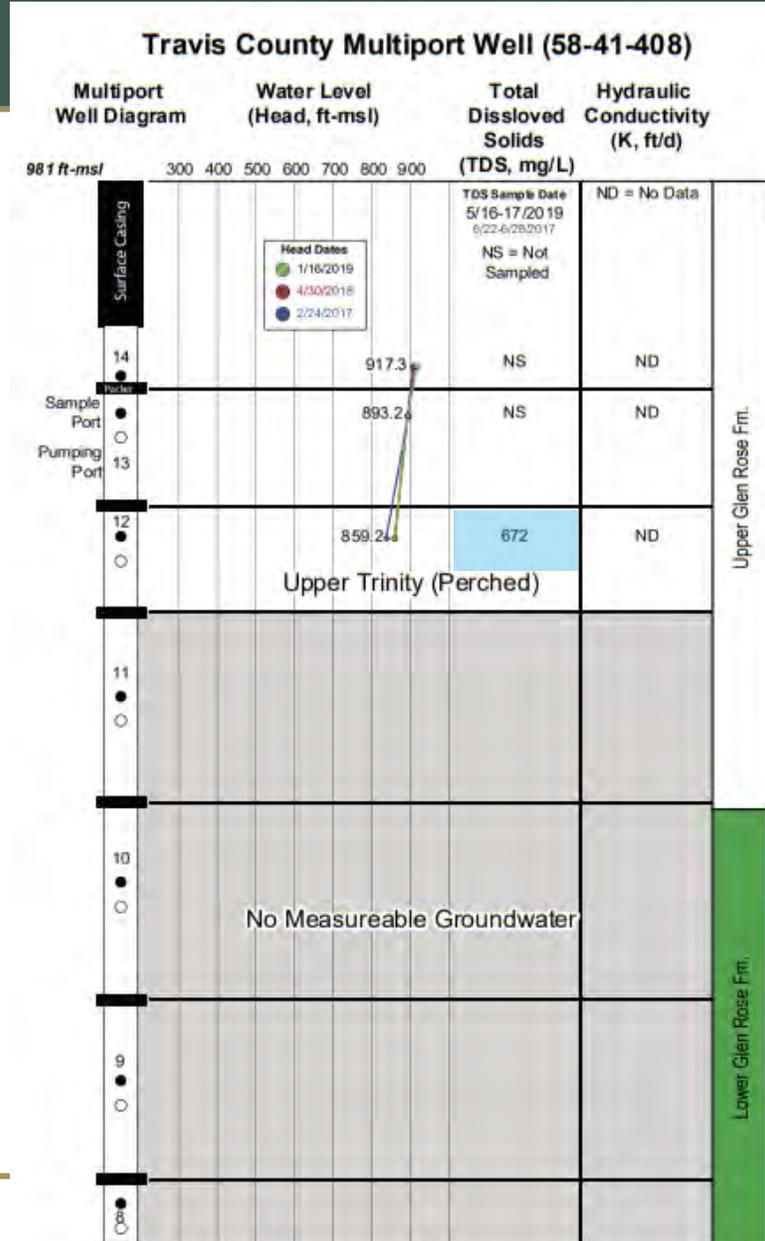 Travis County Multiport Well (58-41-408)
Multiport
Well Diagram
Water Level
(Head, ft-msl)
Total
Dissloved
Solids
(TDS, mg/L)
Hydraulic
Conductivity
(K, ft/d)
981 ft-msl
300 400 500 600 700 800 900
Surface Casing
TDS Sample Date
5/16-17/2019
6/22-6/28/2017
NS = Not
Sampled
ND = No Data
Head Dates
1/16/2019
4/30/2018
2/24/2017
14
917.3
NS
ND
Packer
Sample
Port
893.2
NS
ND
Pumping
Port
13
Upper Glen Rose Fm.
12
859.2
672
ND
Upper Trinity (Perched)
11
10
No Measureable Groundwater
Lower Glen Rose Fm.
9
8